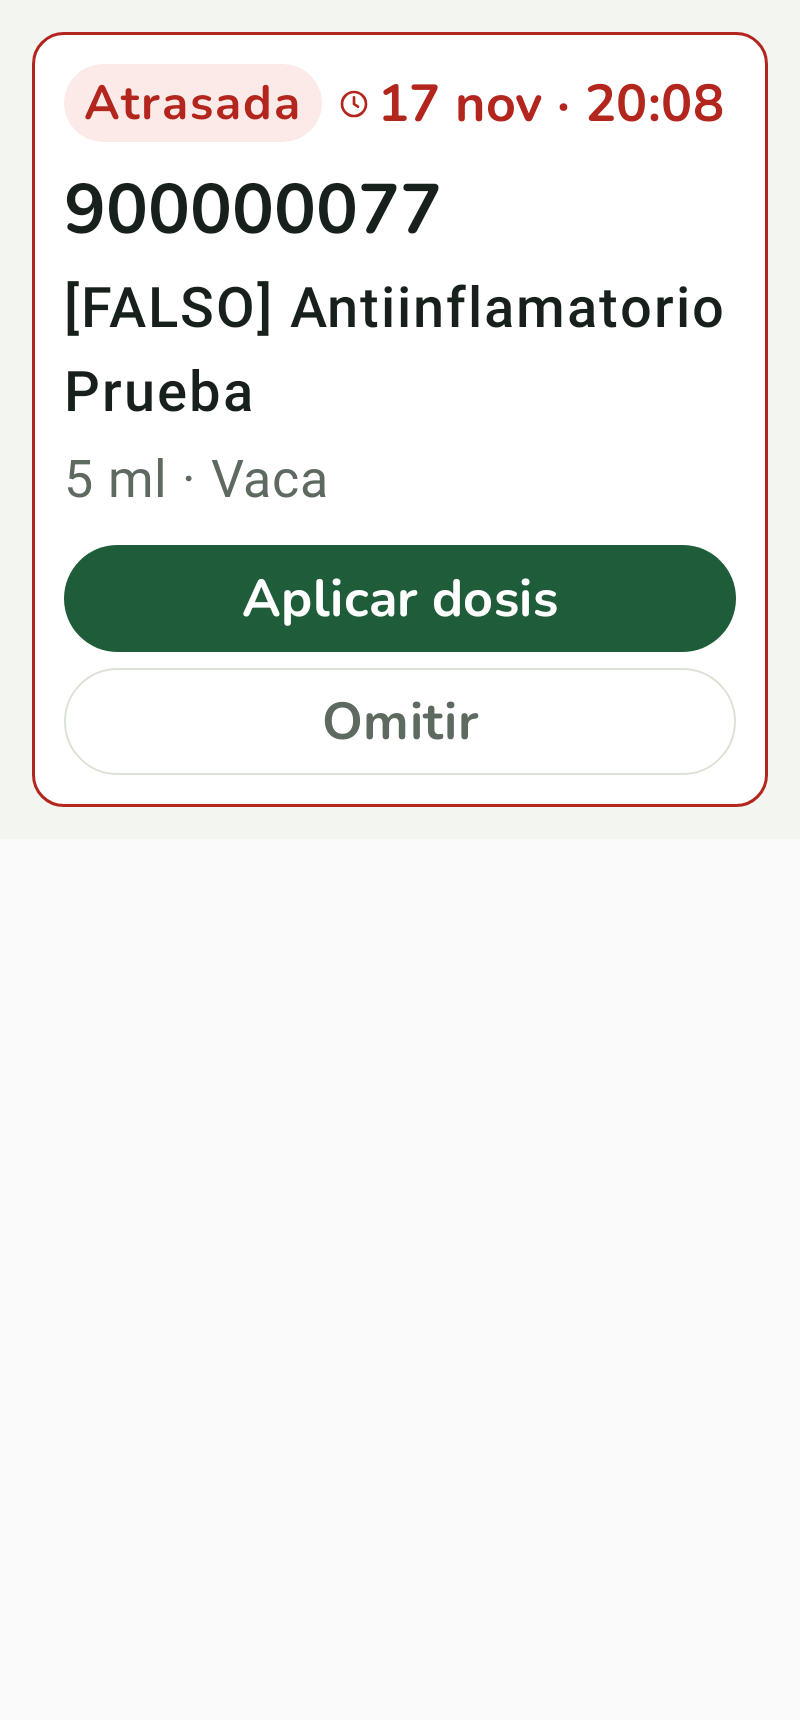 Atrasada 17 nov · 20:08
900000077
[FALSO] Antiinflamatorio
Prueba
5 ml · Vaca
Aplicar dosis
Omitir